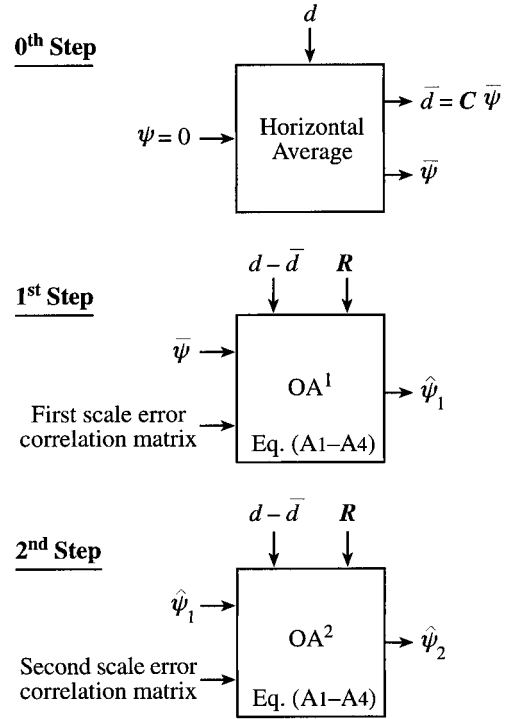 0th Step
d
ψ = 0
Horizontal
Average
d̅ = C ψ̅
ψ̅
1st Step
d – d̅
R
ψ̅
First scale error
correlation matrix
OA¹
Eq. (A1–A4)
ψ̂₁
2nd Step
d – d̅
R
ψ̂₁
Second scale error
correlation matrix
OA²
Eq. (A1–A4)
ψ̂₂